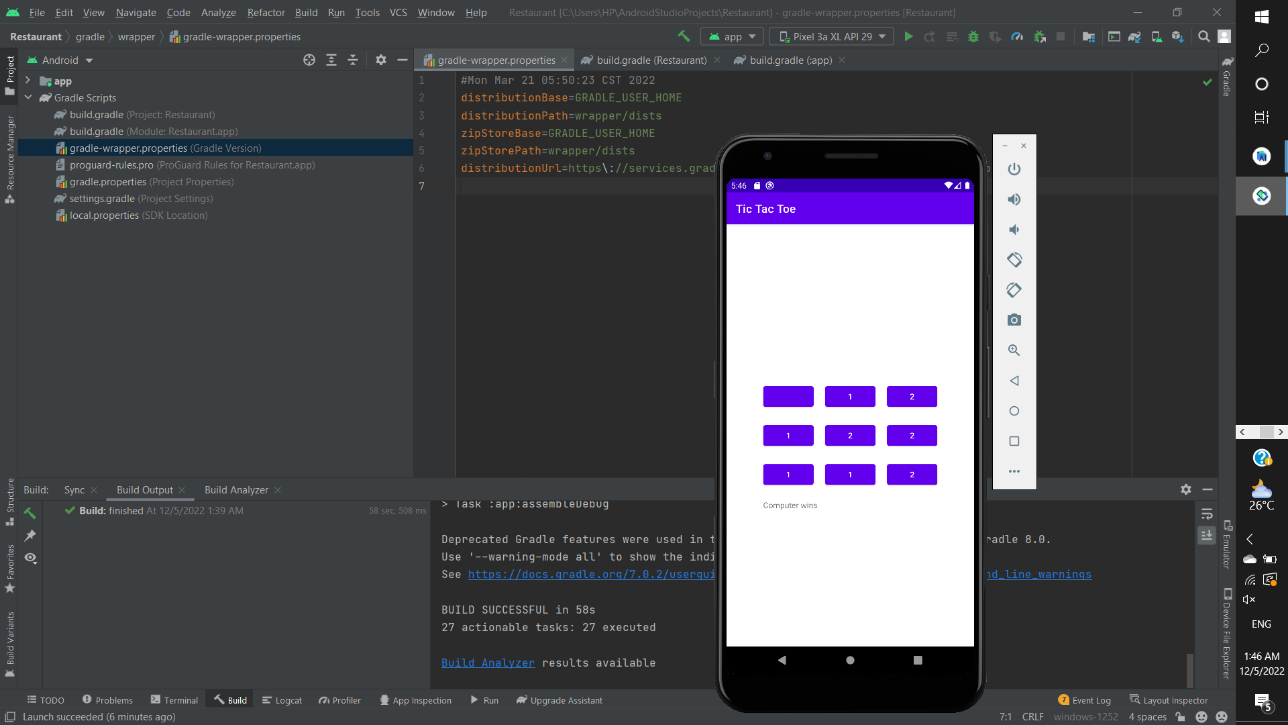 File Edit View Navigate Code Analyze Refactor Build Run Tools VCS Window Help Restaurant [C:\Users\HP\AndroidStudioProjects\Restaurant] - gradle-wrapper.properties [Restaurant]
Restaurant gradle wrapper gradle-wrapper.properties
app Pixel 3a XL API 29
Project
Resource Manager
Structure
Favorites
Build Variants
Android
app
Gradle Scripts
build.gradle (Project: Restaurant)
build.gradle (Module: Restaurant.app)
gradle-wrapper.properties (Gradle Version)
proguard-rules.pro (ProGuard Rules for Restaurant.app)
gradle.properties (Project Properties)
settings.gradle (Project Settings)
local.properties (SDK Location)
gradle-wrapper.properties build.gradle (Restaurant) build.gradle (:app)
1 #Mon Mar 21 05:50:23 CST 2022
2 distributionBase=GRADLE_USER_HOME
3 distributionPath=wrapper/dists
4 zipStoreBase=GRADLE_USER_HOME
5 zipStorePath=wrapper/dists
6 distributionUrl=https\://services.grad
7
5:46
Tic Tac Toe
1 2
1 2 2
1 1 2
Computer wins
Gradle
Emulator
Device File Explorer
Build: Sync Build Output Build Analyzer
Build: finished At 12/5/2022 1:39 AM 58 sec, 508 ms
> Task :app:assembleDebug
Deprecated Gradle features were used in t radle 8.0.
Use '--warning-mode all' to show the indi
See https://docs.gradle.org/7.0.2/usergui nd_line_warnings
BUILD SUCCESSFUL in 58s
27 actionable tasks: 27 executed
Build Analyzer results available
TODO Problems Terminal Build Logcat Profiler App Inspection Run Upgrade Assistant Event Log Layout Inspector
Launch succeeded (6 minutes ago) 7:1 CRLF windows-1252 4 spaces
26°C
ENG
1:46 AM
12/5/2022
5